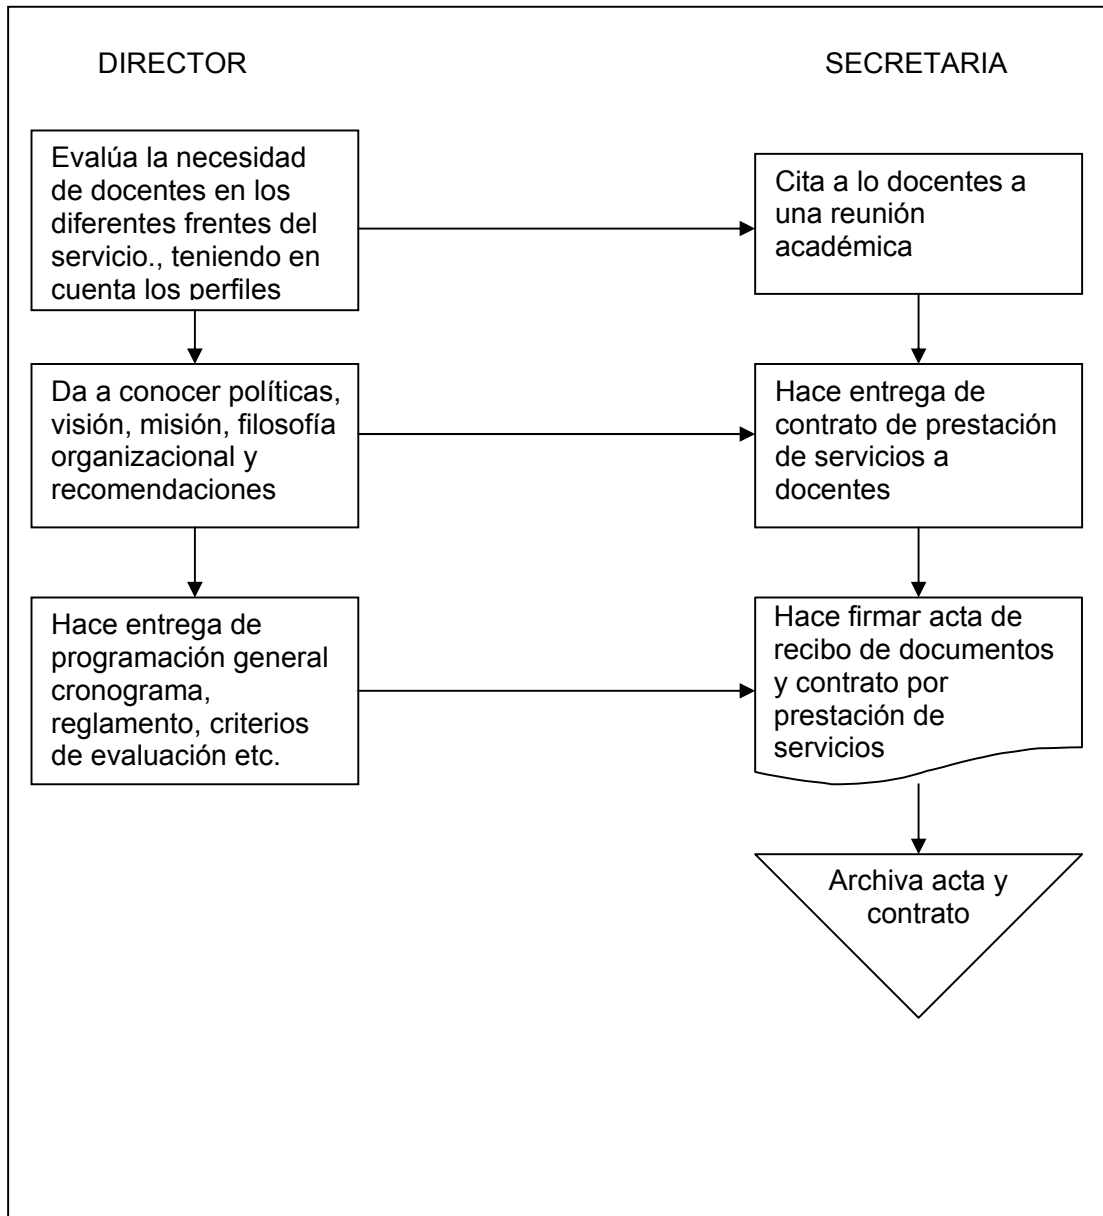 DIRECTOR
SECRETARIA
Evalúa la necesidad
de docentes en los
diferentes frentes del
servicio., teniendo en
cuenta los perfiles
Cita a lo docentes a
una reunión
académica
Da a conocer políticas,
visión, misión, filosofía
organizacional y
recomendaciones
Hace entrega de
contrato de prestación
de servicios a
docentes
Hace entrega de
programación general
cronograma,
reglamento, criterios
de evaluación etc.
Hace firmar acta de
recibo de documentos
y contrato por
prestación de
servicios
Archiva acta y
contrato